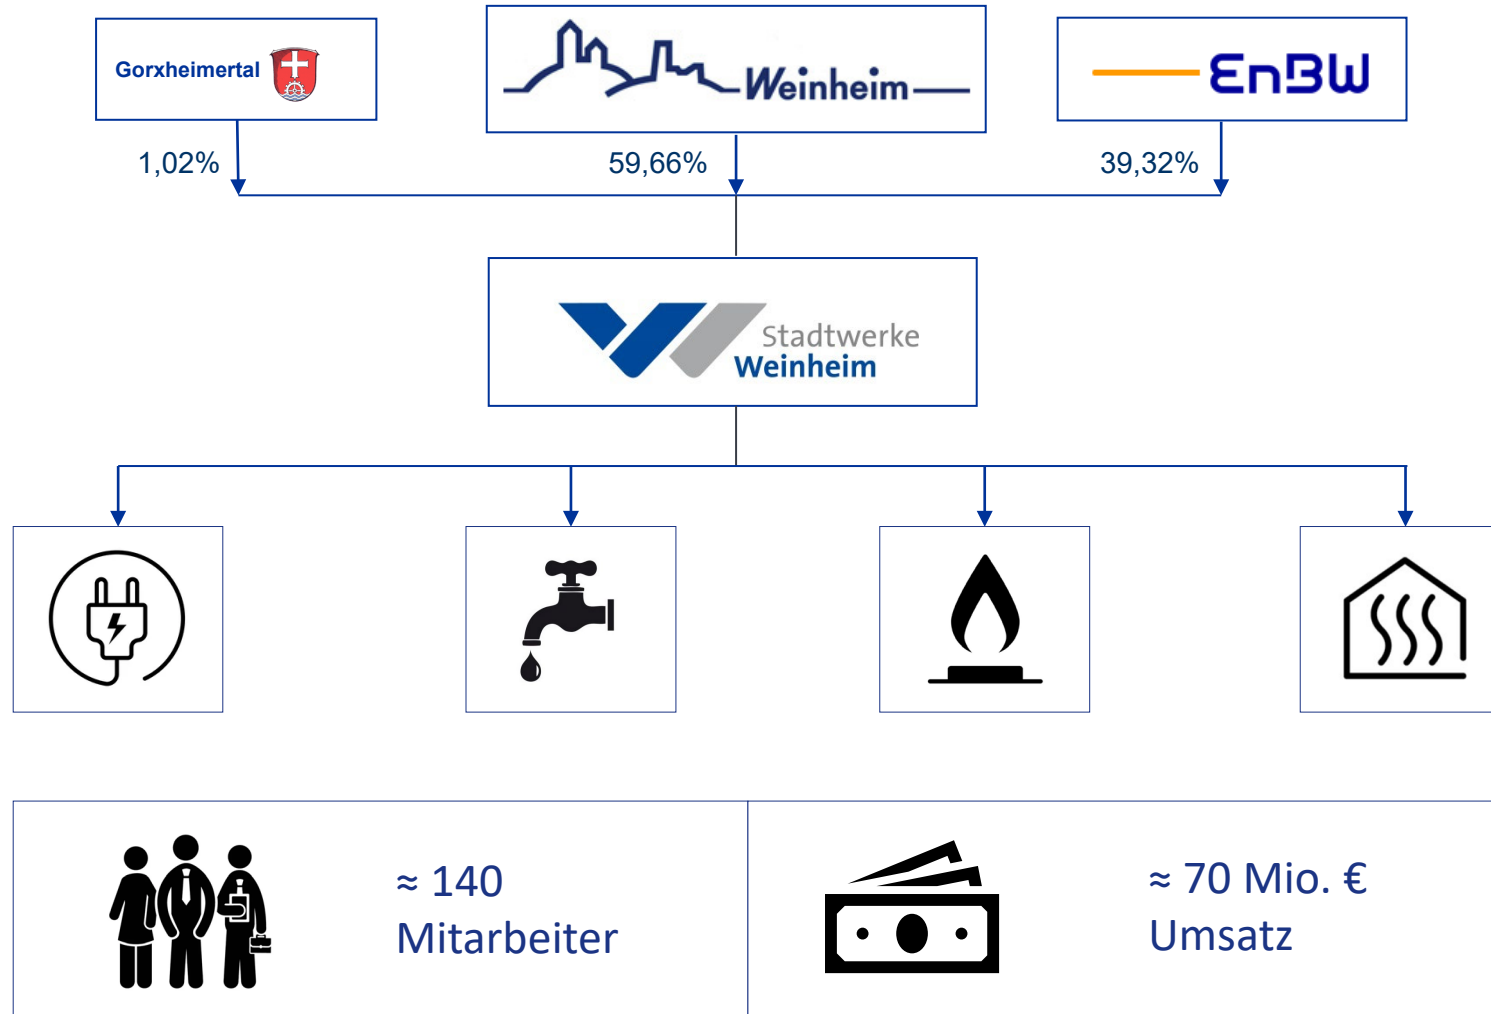 Gorxheimertal
Weinheim
EnBW
1,02%
59,66%
39,32%
Stadtwerke
Weinheim
≈ 140
Mitarbeiter
≈ 70 Mio. €
Umsatz